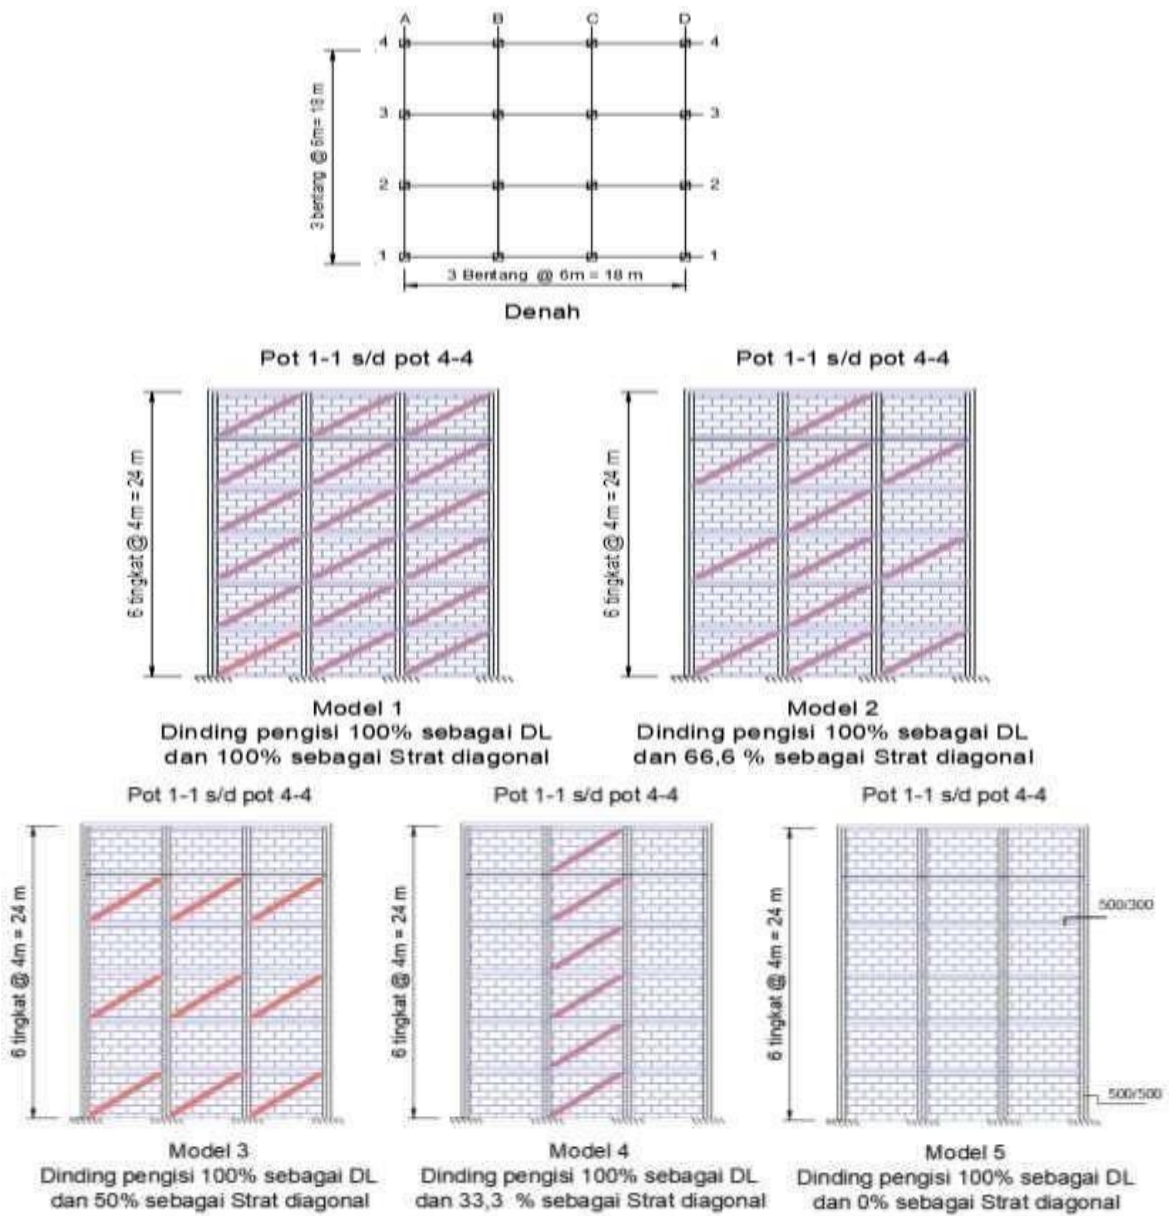 A B C D
4 4
3 3
2 2
1 1
3 bentang @ 6m= 18 m
3 Bentang @ 6m = 18 m
Denah
Pot 1-1 s/d pot 4-4
Pot 1-1 s/d pot 4-4
6 tingkat @ 4m = 24 m
6 tingkat @ 4m = 24 m
Model 1
Dinding pengisi 100% sebagai DL
dan 100% sebagai Strat diagonal
Model 2
Dinding pengisi 100% sebagai DL
dan 66,6 % sebagai Strat diagonal
Pot 1-1 s/d pot 4-4
Pot 1-1 s/d pot 4-4
Pot 1-1 s/d pot 4-4
6 tingkat @ 4m = 24 m
6 tingkat @ 4m = 24 m
6 tingkat @ 4m = 24 m
500/300
500/500
Model 3
Dinding pengisi 100% sebagai DL
dan 50% sebagai Strat diagonal
Model 4
Dinding pengisi 100% sebagai DL
dan 33,3 % sebagai Strat diagonal
Model 5
Dinding pengisi 100% sebagai DL
dan 0% sebagai Strat diagonal